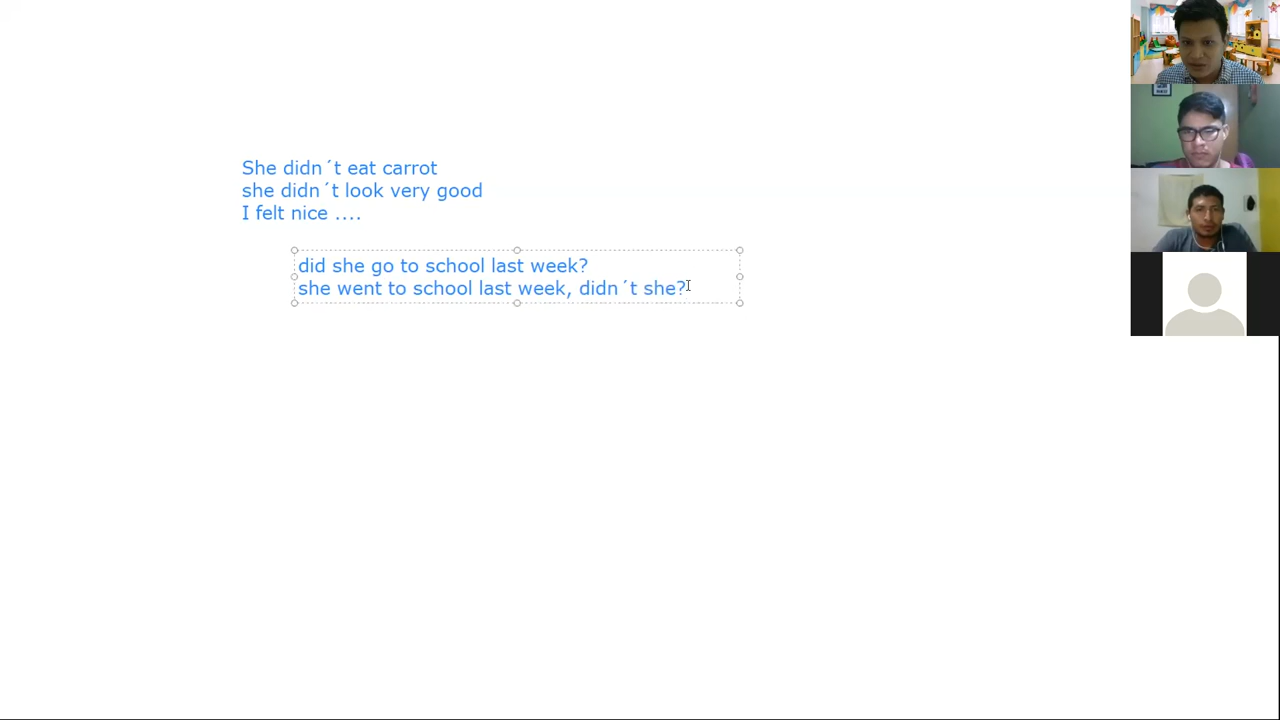 She didn´t eat carrot
she didn´t look very good
I felt nice ....
did she go to school last week?
she went to school last week, didn´t she?